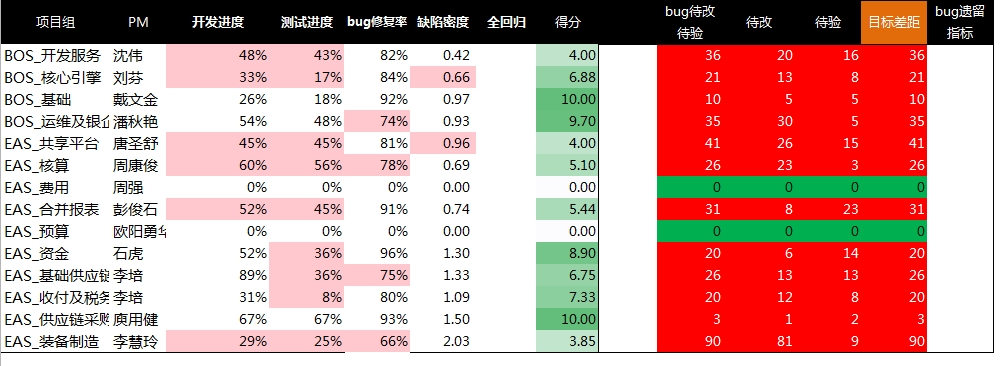 项目组 PM 开发进度 测试进度 bug修复率 缺陷密度 全回归 得分 bug待改待验 待改 待验 目标差距 bug遗留指标
BOS_开发服务 沈伟 48% 43% 82% 0.42 4.00 36 20 16 36
BOS_核心引擎 刘芬 33% 17% 84% 0.66 6.88 21 13 8 21
BOS_基础 戴文金 26% 18% 92% 0.97 10.00 10 5 5 10
BOS_运维及银企 潘秋艳 54% 48% 74% 0.93 9.70 35 30 5 35
EAS_共享平台 唐圣舒 45% 45% 81% 0.96 4.00 41 26 15 41
EAS_核算 周康俊 60% 56% 78% 0.69 5.10 26 23 3 26
EAS_费用 周强 0% 0% 0% 0.00 0.00 0 0 0 0
EAS_合并报表 彭俊石 52% 45% 91% 0.74 5.44 31 8 23 31
EAS_预算 欧阳勇华 0% 0% 0% 0.00 0.00 0 0 0 0
EAS_资金 石虎 52% 36% 96% 1.30 8.90 20 6 14 20
EAS_基础供应链 李培 89% 36% 75% 1.33 6.75 26 13 13 26
EAS_收付及税务 李培 31% 8% 80% 1.09 7.33 20 12 8 20
EAS_供应链采购 庾用健 67% 67% 93% 1.50 10.00 3 1 2 3
EAS_装备制造 李慧玲 29% 25% 66% 2.03 3.85 90 81 9 90